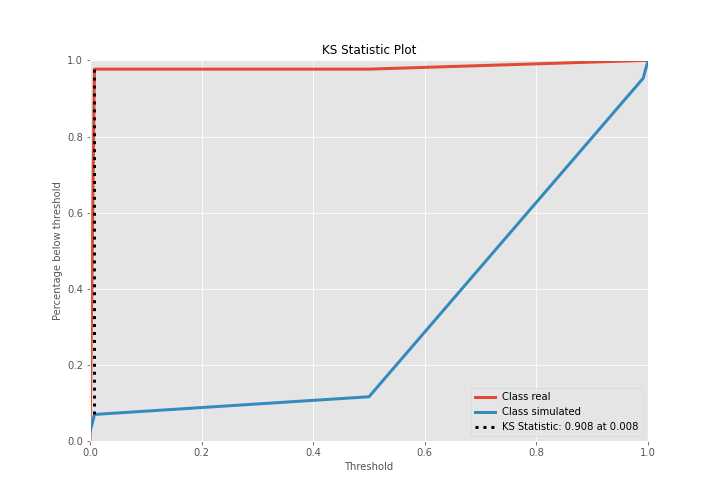 KS Statistic Plot
1.0
0.8
0.6
0.4
0.2
0.0
Percentage below threshold
0.0 0.2 0.4 0.6 0.8 1.0
Threshold
Class real
Class simulated
KS Statistic: 0.908 at 0.008